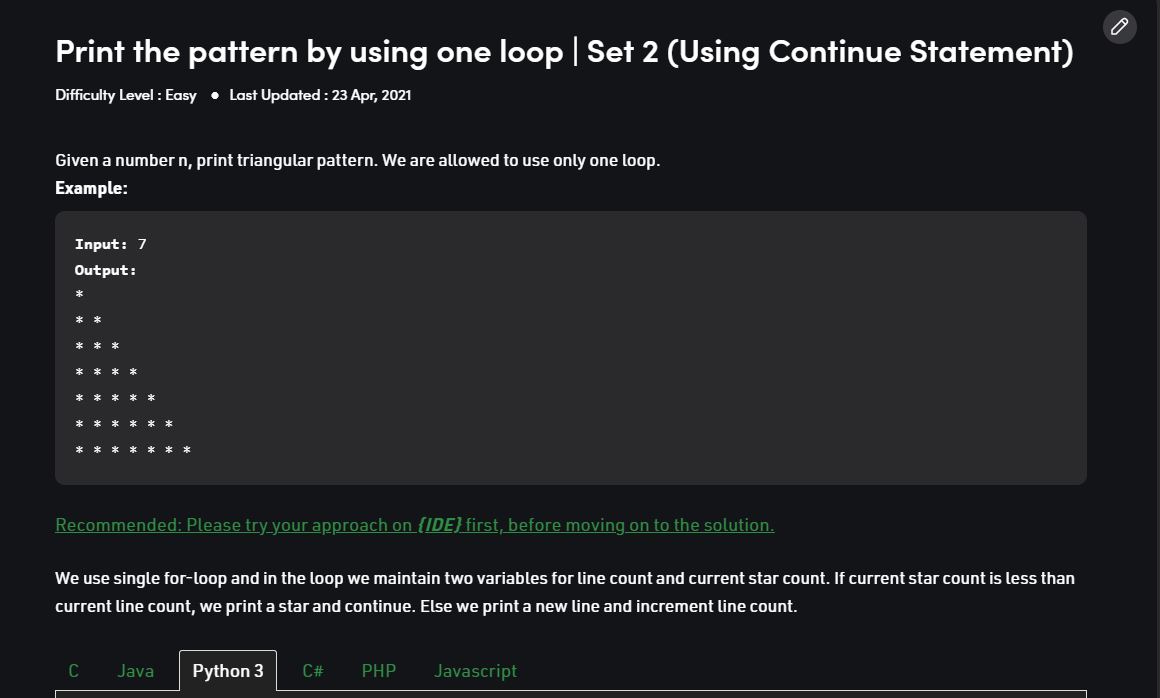 Print the pattern by using one loop | Set 2 (Using Continue Statement)
Difficulty Level : Easy ● Last Updated : 23 Apr, 2021
Given a number n, print triangular pattern. We are allowed to use only one loop.
Example:
Input: 7
Output:
*
* *
* * *
* * * *
* * * * *
* * * * * *
* * * * * * *
Recommended: Please try your approach on {IDE} first, before moving on to the solution.
We use single for-loop and in the loop we maintain two variables for line count and current star count. If current star count is less than
current line count, we print a star and continue. Else we print a new line and increment line count.
C Java Python 3 C# PHP Javascript